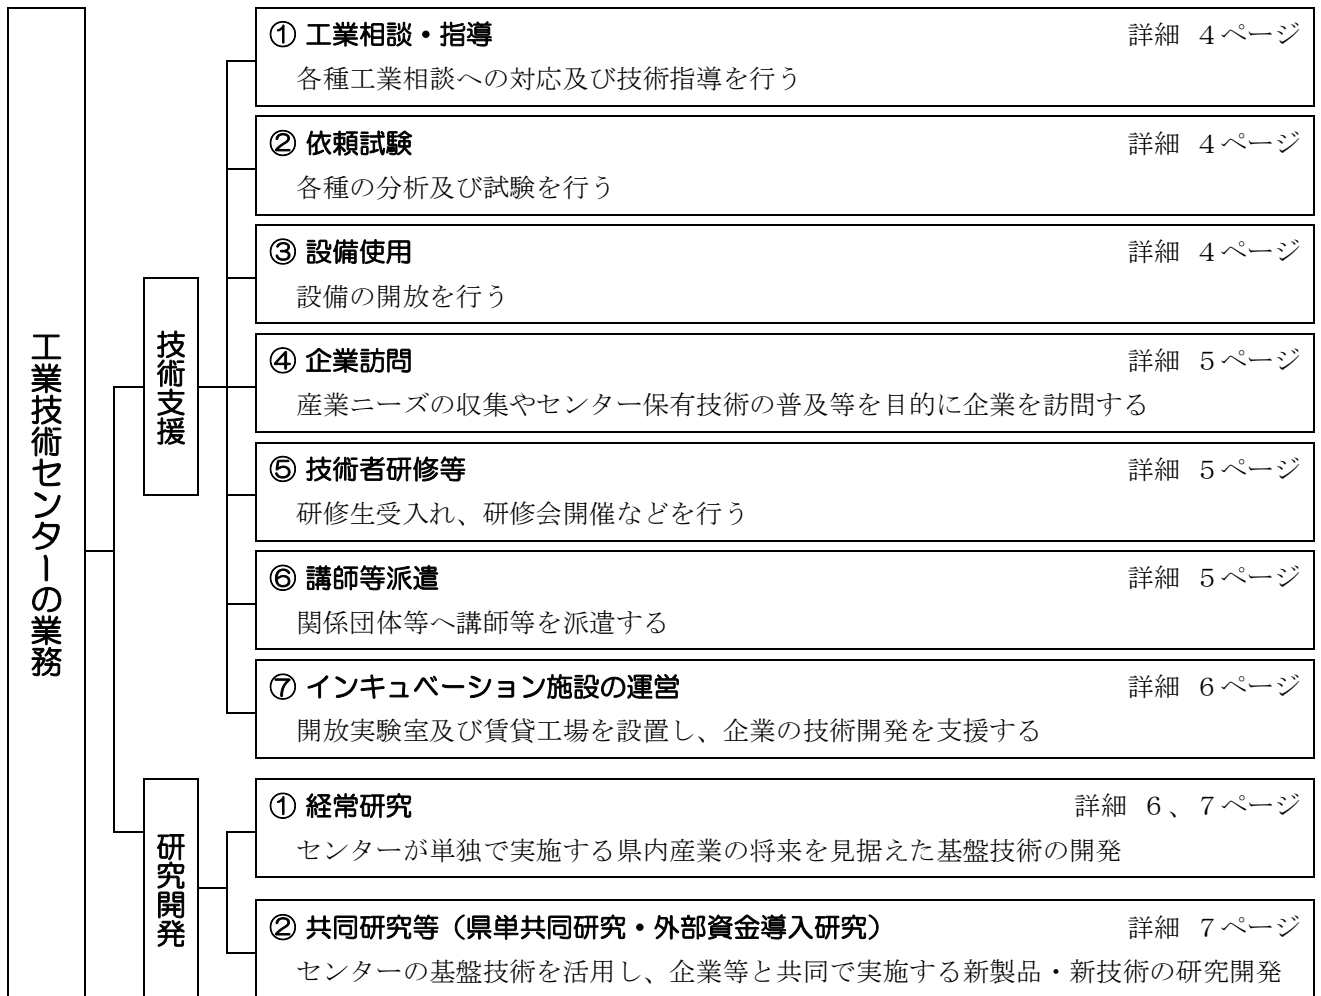 工業技術センターの業務
技術支援
① 工業相談・指導 詳細 ４ページ
各種工業相談への対応及び技術指導を行う
② 依頼試験 詳細 ４ページ
各種の分析及び試験を行う
③ 設備使用 詳細 ４ページ
設備の開放を行う
④ 企業訪問 詳細 ５ページ
産業ニーズの収集やセンター保有技術の普及等を目的に企業を訪問する
⑤ 技術者研修等 詳細 ５ページ
研修生受入れ、研修会開催などを行う
⑥ 講師等派遣 詳細 ５ページ
関係団体等へ講師等を派遣する
⑦ インキュベーション施設の運営 詳細 ６ページ
開放実験室及び賃貸工場を設置し、企業の技術開発を支援する
研究開発
① 経常研究 詳細 ６、７ページ
センターが単独で実施する県内産業の将来を見据えた基盤技術の開発
② 共同研究等（県単共同研究・外部資金導入研究） 詳細 ７ページ
センターの基盤技術を活用し、企業等と共同で実施する新製品・新技術の研究開発